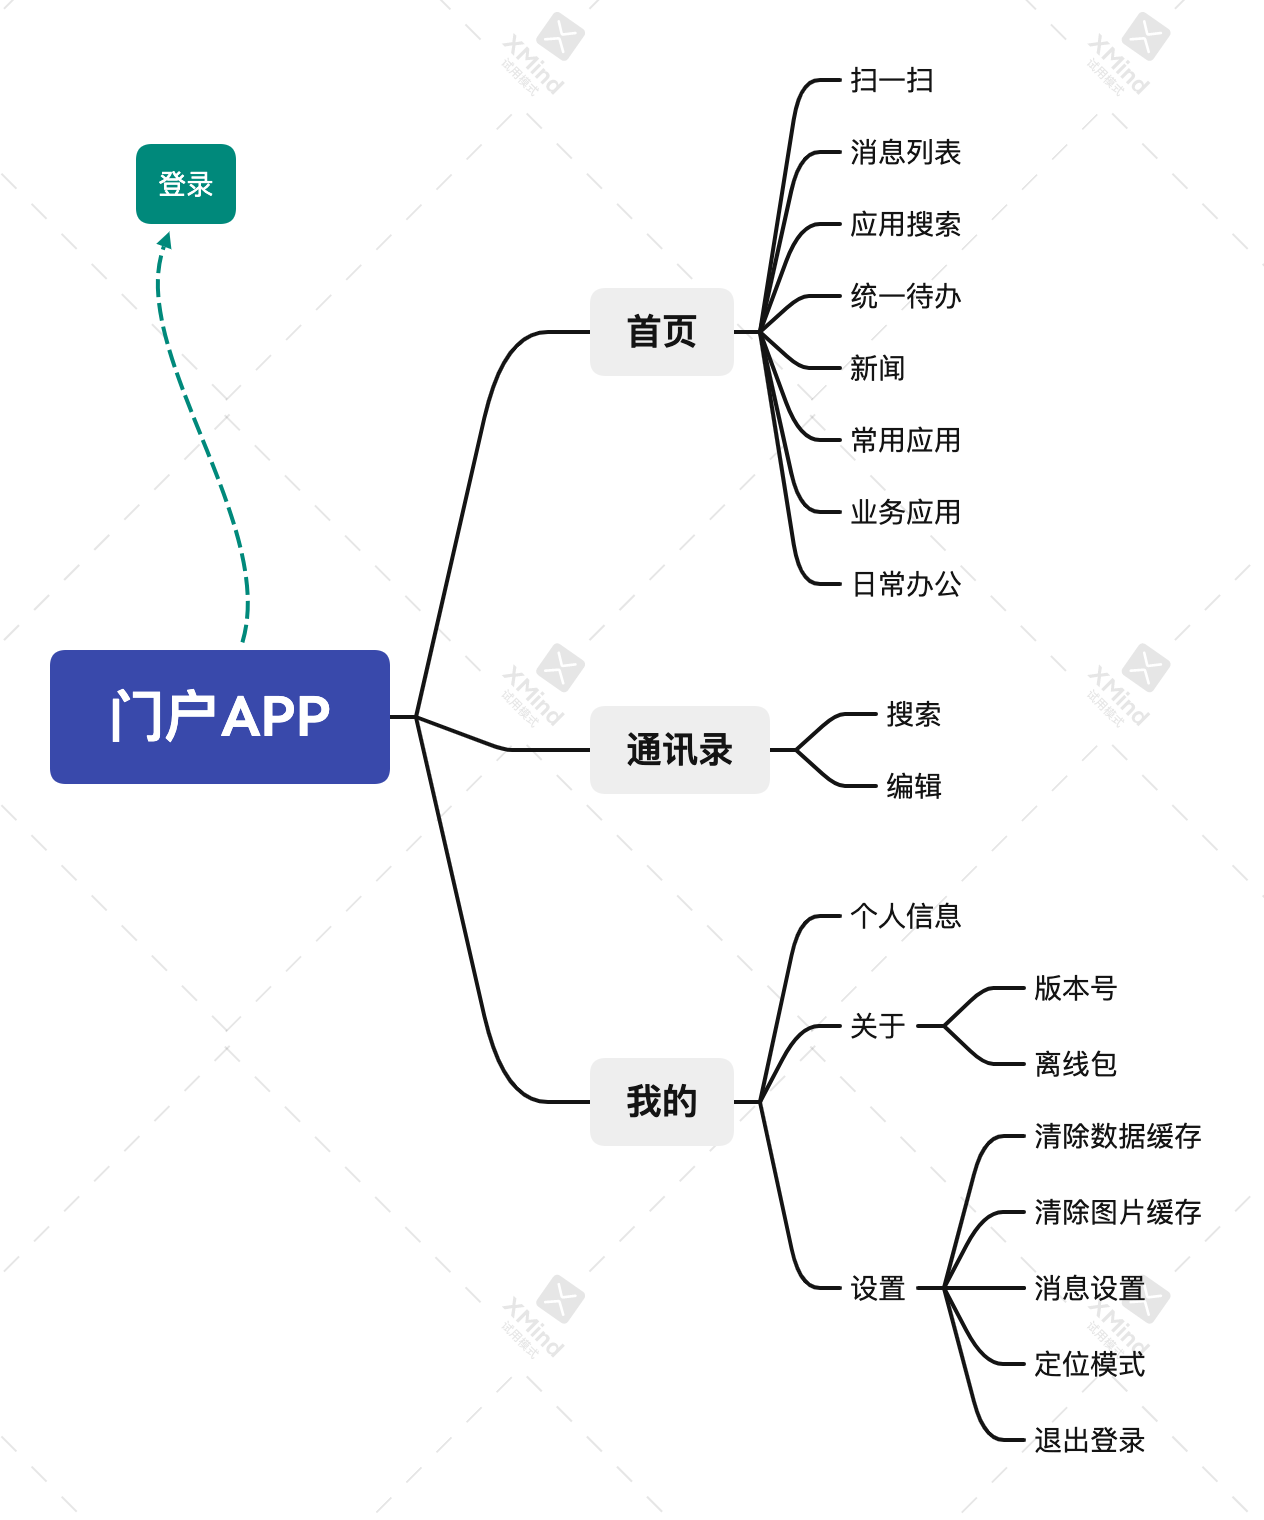 登录
门户APP
首页
扫一扫
消息列表
应用搜索
统一待办
新闻
常用应用
业务应用
日常办公
通讯录
搜索
编辑
我的
个人信息
关于
版本号
离线包
设置
清除数据缓存
清除图片缓存
消息设置
定位模式
退出登录
XMind
试用模式
XMind
试用模式
XMind
试用模式
XMind
试用模式
XMind
试用模式
XMind
试用模式